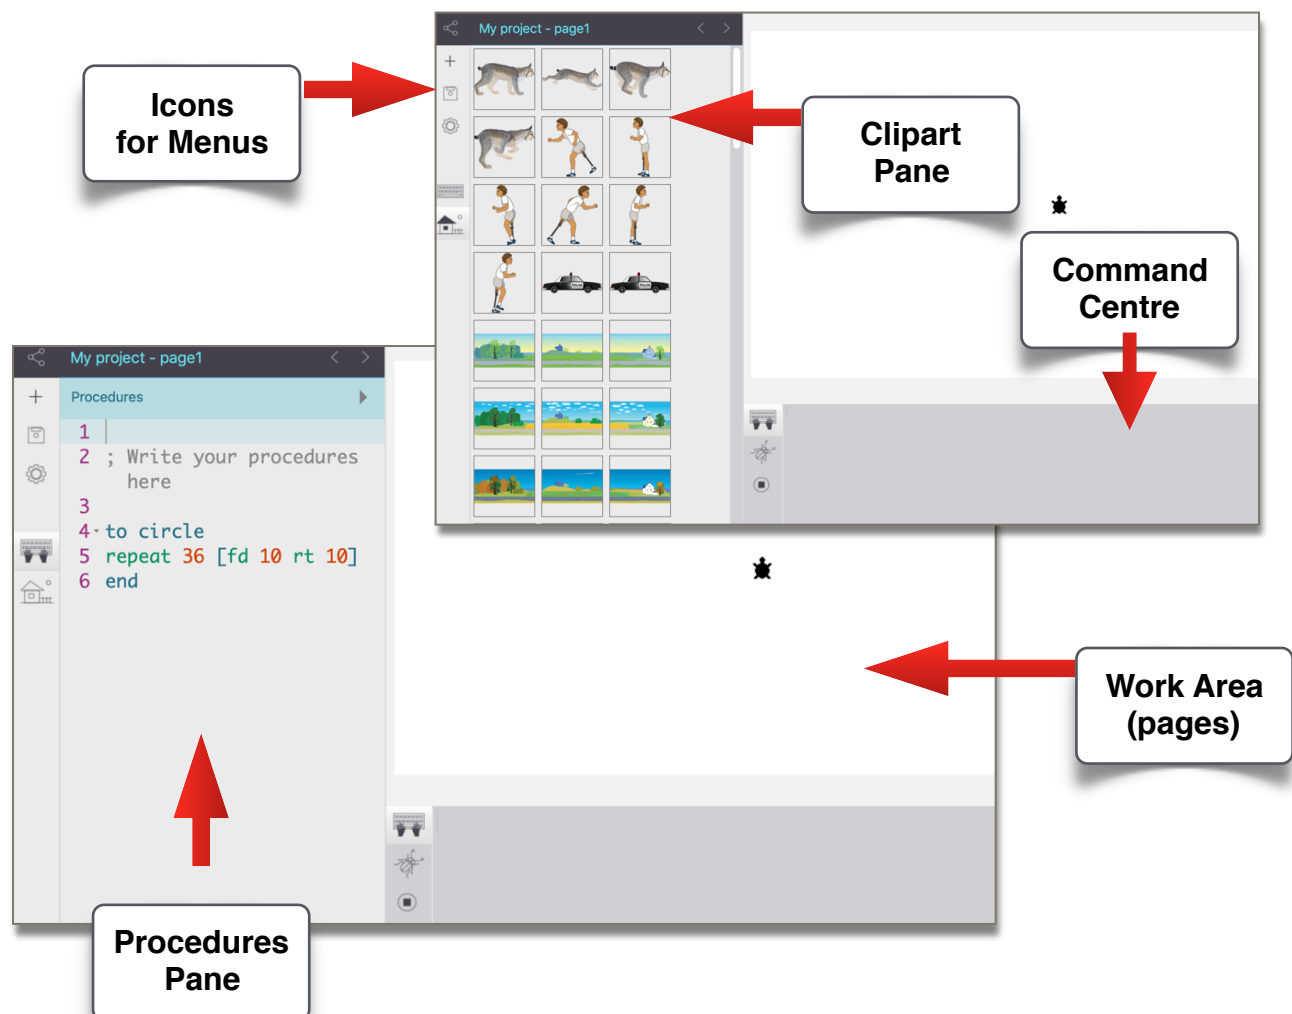 My project - page1
Icons
for Menus
Clipart
Pane
Command
Centre
My project - page1
Procedures
1
2 ; Write your procedures
here
3
4 to circle
5 repeat 36 [fd 10 rt 10]
6 end
Work Area
(pages)
Procedures
Pane